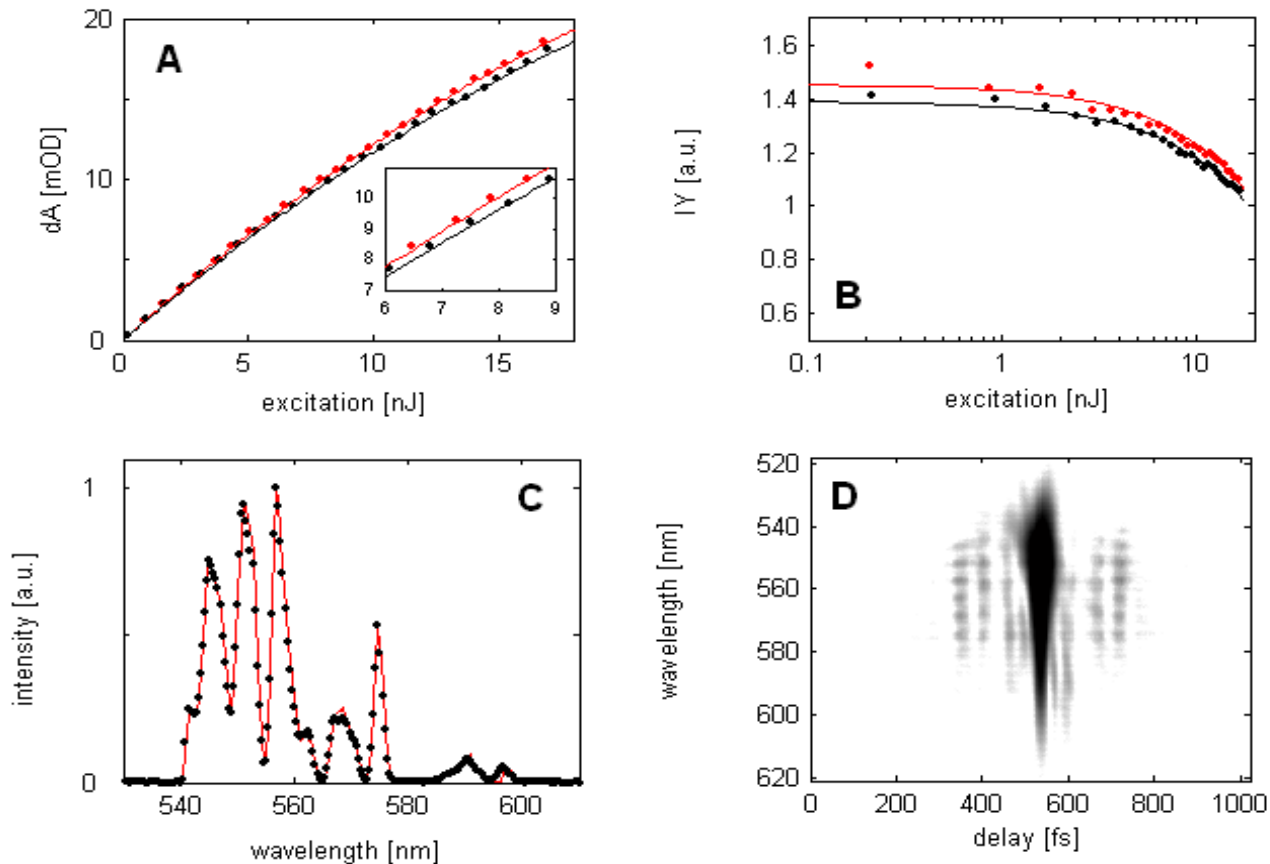 A
dA [mOD]
20
10
0
0 5 10 15
excitation [nJ]
10
9
8
7
6 7 8 9
B
IY [a.u.]
1.6
1.4
1.2
1
0.8
0.6
0.1 1 10
excitation [nJ]
C
intensity [a.u.]
1
0
540 560 580 600
wavelength [nm]
D
wavelength [nm]
520
540
560
580
600
620
0 200 400 600 800 1000
delay [fs]